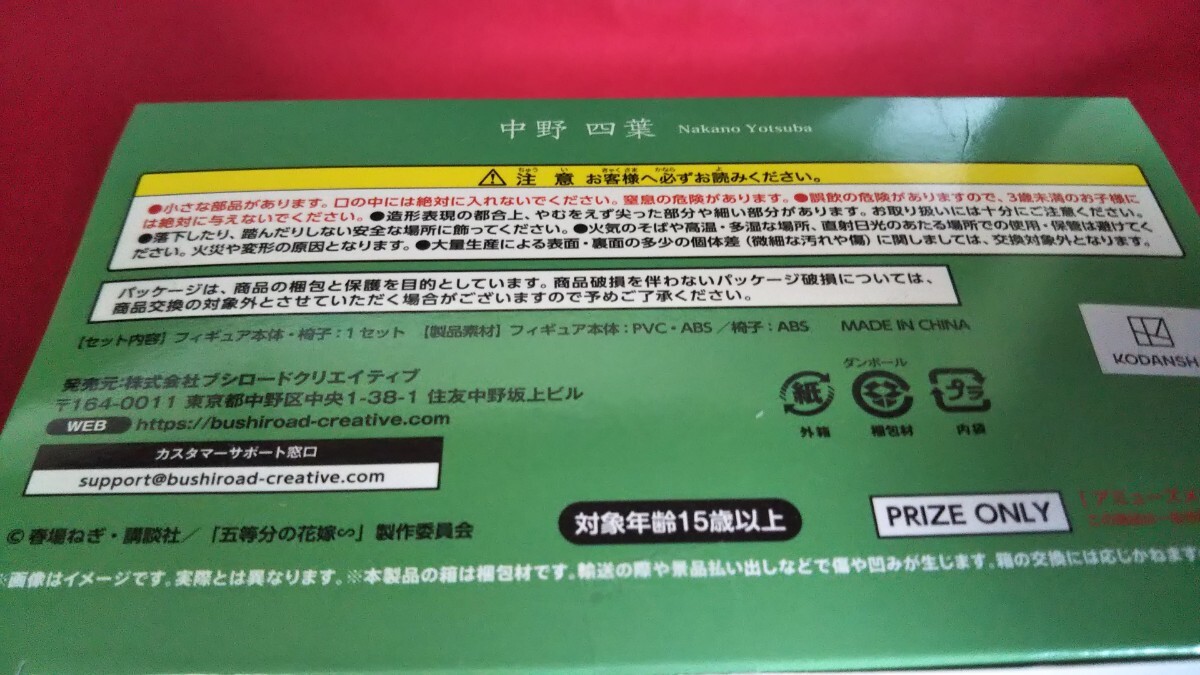 中野 四葉 Nakano Yotsuba
注意 お客様へ必ずお読みください。
●小さな部品があります。口の中には絶対に入れないでください。窒息の危険があります。●誤飲の危険がありますので、3歳未満のお子様に
は絶対に与えないでください。●造形表現の都合上、やむをえず尖った部分や細い部分があります。お取り扱いには十分にご注意ください。
●落下したり、踏んだりしない安全な場所に飾ってください。●火気のそばや高温・多湿な場所、直射日光のあたる場所での使用・保管は避けてく
ださい。火災や変形の原因となります。●大量生産による表面・裏面の多少の個体差(微細な汚れや傷)に関しましては、交換対象外となります。
パッケージは、商品の梱包と保護を目的としています。商品破損を伴わないパッケージ破損については、
商品交換の対象外とさせていただく場合がございますので予めご了承ください。
【セット内容】フィギュア本体・椅子:1セット 【製品素材】フィギュア本体:PVC・ABS/椅子:ABS MADE IN CHINA
KODANSH
発売元:株式会社ブシロードクリエイティブ
〒164-0011 東京都中野区中央1-38-1 住友中野坂上ビル
WEB https://bushiroad-creative.com
ダンボール
紙 プラ
外箱 梱包材 内袋
カスタマーサポート窓口
support@bushiroad-creative.com
©春場ねぎ・講談社/「五等分の花嫁∽」製作委員会
対象年齢15歳以上
PRIZE ONLY
※画像はイメージです。実際とは異なります。※本製品の箱は梱包材です。輸送の際や景品払い出しなどで傷や凹みが生じます。箱の交換には応じかねます